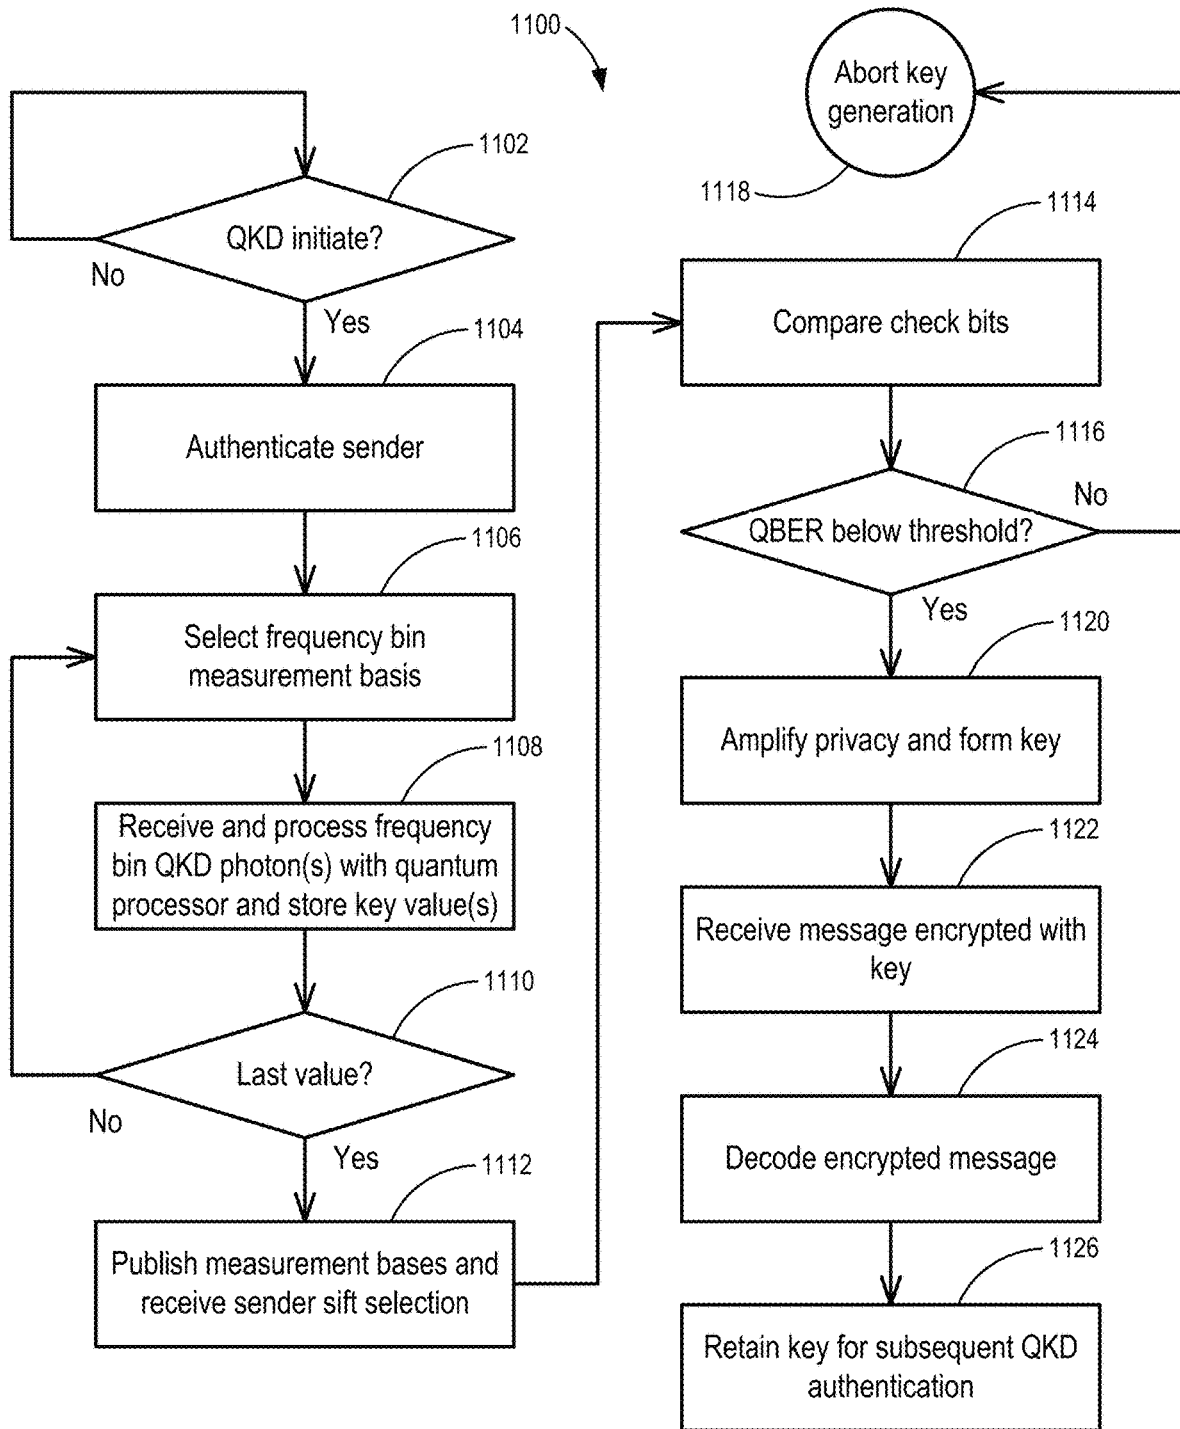 1100
1102
QKD initiate?
No
Yes
1104
Authenticate sender
1106
Select frequency bin
measurement basis
1108
Receive and process frequency
bin QKD photon(s) with quantum
processor and store key value(s)
1110
Last value?
No
Yes
1112
Publish measurement bases and
receive sender sift selection
Abort key
generation
1118
1114
Compare check bits
1116
QBER below threshold?
No
Yes
1120
Amplify privacy and form key
1122
Receive message encrypted with
key
1124
Decode encrypted message
1126
Retain key for subsequent QKD
authentication